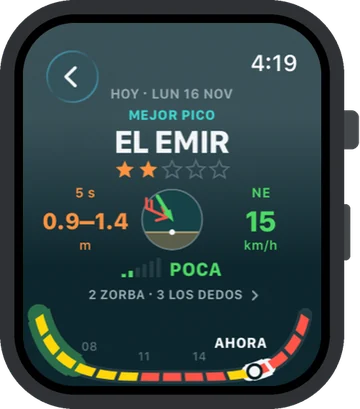 4:19
HOY · LUN 16 NOV
MEJOR PICO
EL EMIR
5 s
0.9–1.4
m
NE
15
km/h
POCA
2 ZORBA · 3 LOS DEDOS
AHORA
08
11
14